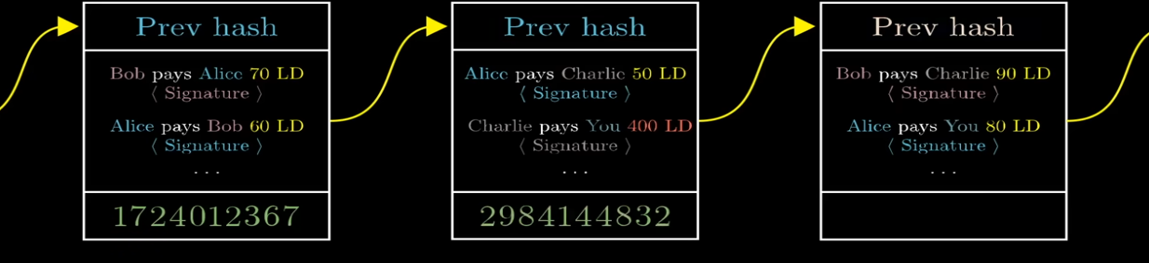 Prev hash
Bob pays Alice 70 LD
⟨ Signature ⟩
Alice pays Bob 60 LD
⟨ Signature ⟩
...
1724012367
Prev hash
Alice pays Charlie 50 LD
⟨ Signature ⟩
Charlie pays You 400 LD
⟨ Signature ⟩
...
2984144832
Prev hash
Bob pays Charlie 90 LD
⟨ Signature ⟩
Alice pays You 80 LD
⟨ Signature ⟩
...